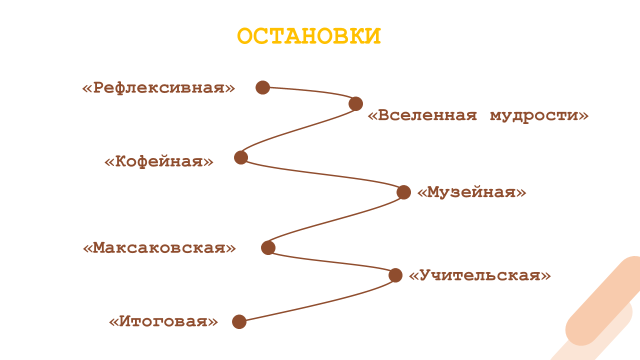 ОСТАНОВКИ
«Рефлексивная»
«Вселенная мудрости»
«Кофейная»
«Музейная»
«Максаковская»
«Учительская»
«Итоговая»